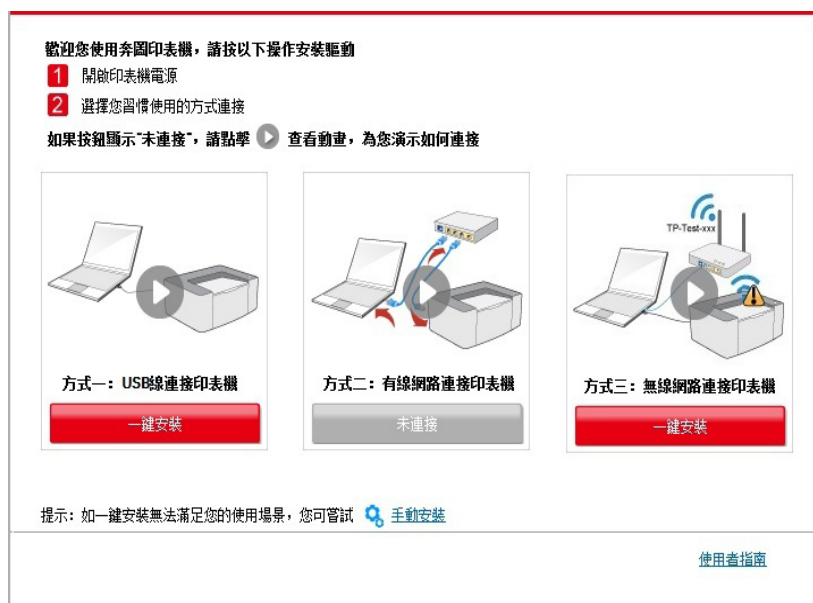 歡迎您使用奔圖印表機，請按以下操作安裝驅動
1 開啟印表機電源
2 選擇您習慣使用的方式連接
如果按鈕顯示"未連接"，請點擊 查看動畫，為您演示如何連接
TP-Test-xxx
方式一：USB線連接印表機
方式二：有線網路連接印表機
方式三：無線網路連接印表機
一鍵安裝
未連接
一鍵安裝
提示：如一鍵安裝無法滿足您的使用場景，您可嘗試 手動安裝
使用者指南